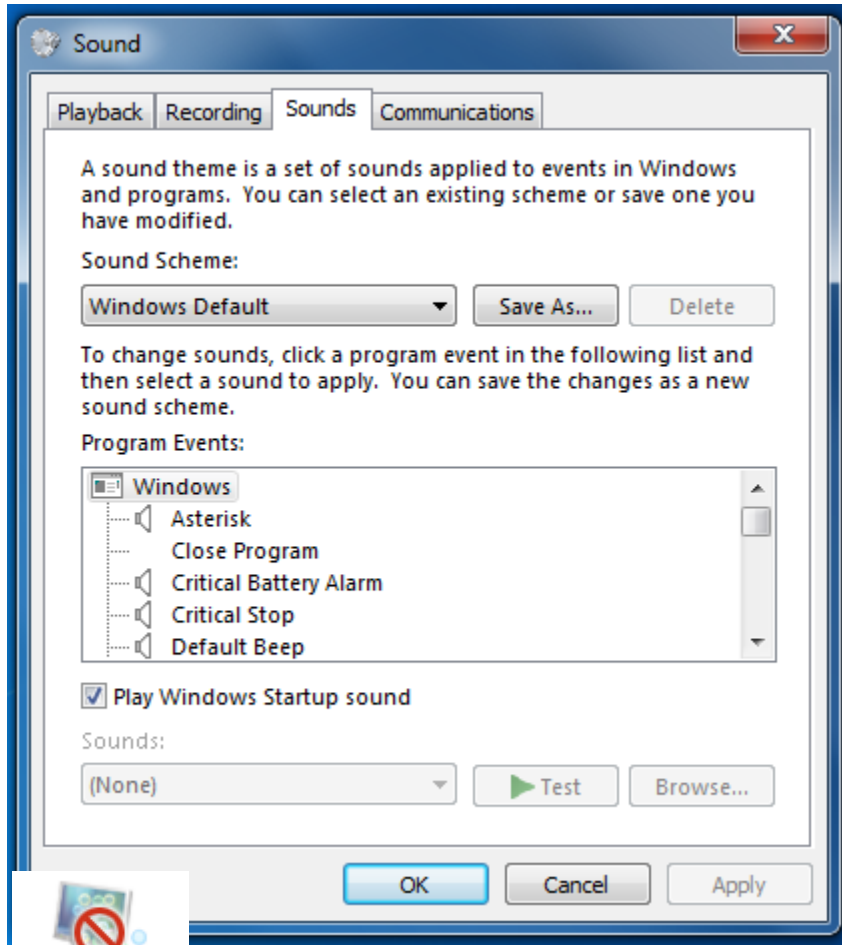 Sound
Playback Recording Sounds Communications
A sound theme is a set of sounds applied to events in Windows
and programs. You can select an existing scheme or save one you
have modified.
Sound Scheme:
Windows Default Save As... Delete
To change sounds, click a program event in the following list and
then select a sound to apply. You can save the changes as a new
sound scheme.
Program Events:
Windows
Asterisk
Close Program
Critical Battery Alarm
Critical Stop
Default Beep
Play Windows Startup sound
Sounds:
(None) Test Browse...
OK Cancel Apply